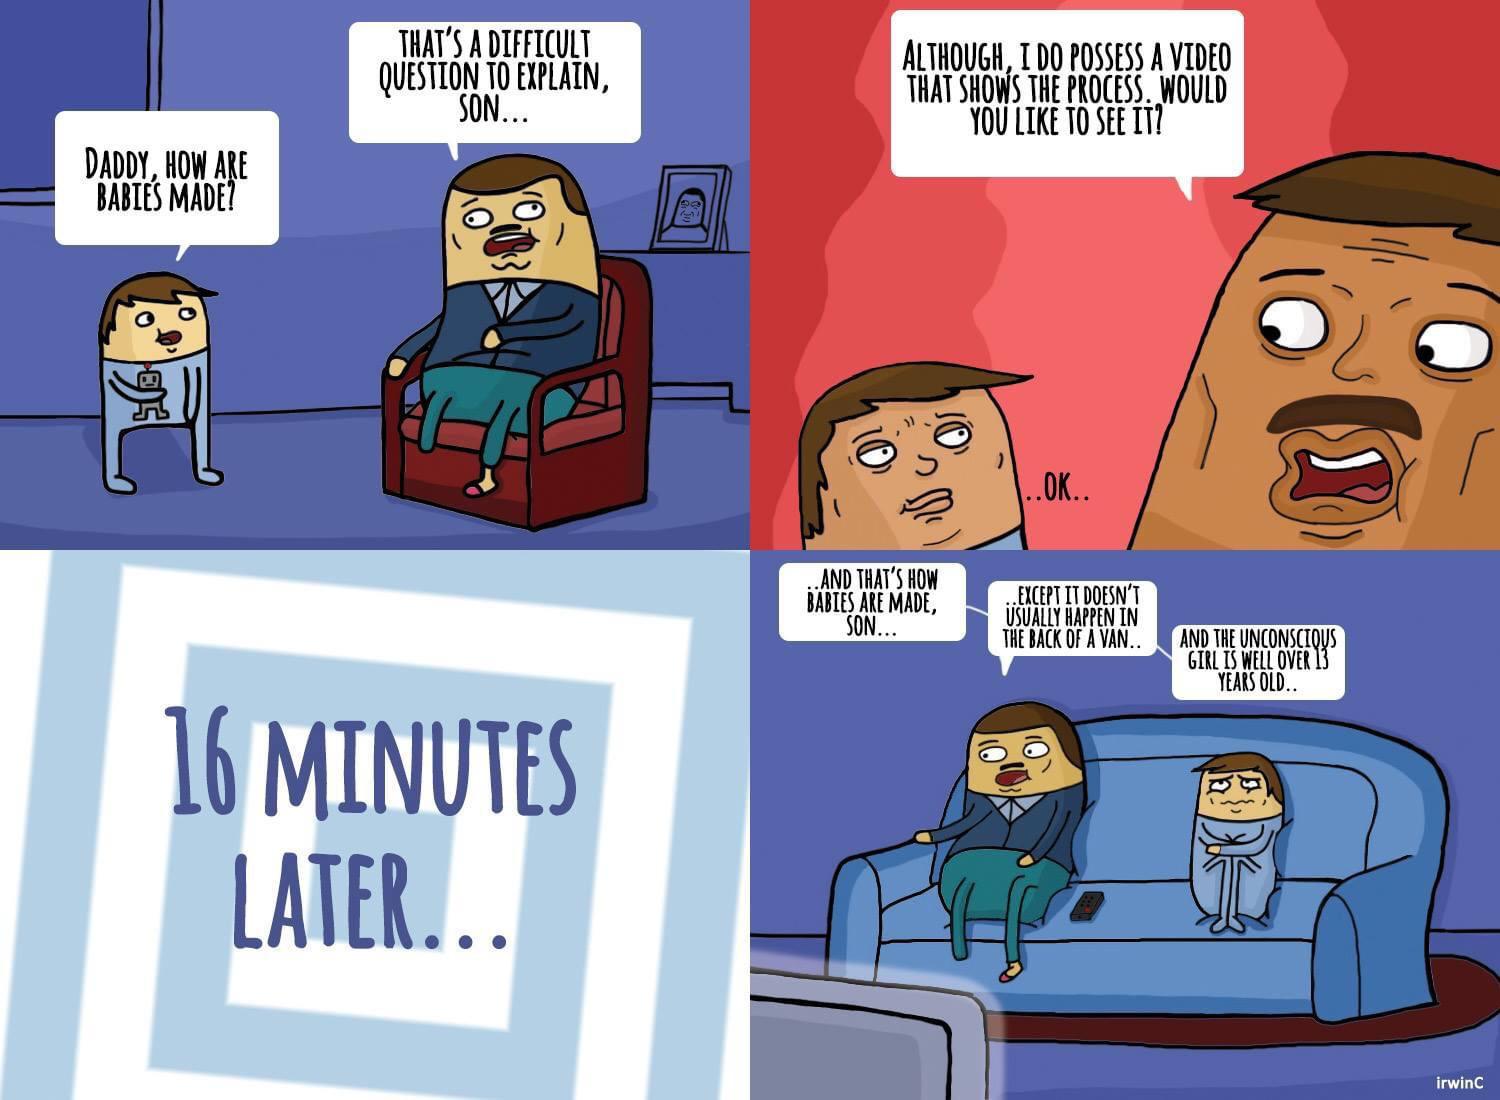 DADDY, HOW ARE
BABIES MADE?
THAT'S A DIFFICULT
QUESTION TO EXPLAIN,
SON...
ALTHOUGH, I DO POSSESS A VIDEO
THAT SHOWS THE PROCESS. WOULD
YOU LIKE TO SEE IT?
..OK..
16 MINUTES
LATER...
..AND THAT'S HOW
BABIES ARE MADE,
SON...
..EXCEPT IT DOESN'T
USUALLY HAPPEN IN
THE BACK OF A VAN..
AND THE UNCONSCIOUS
GIRL IS WELL OVER 13
YEARS OLD..
irwinC